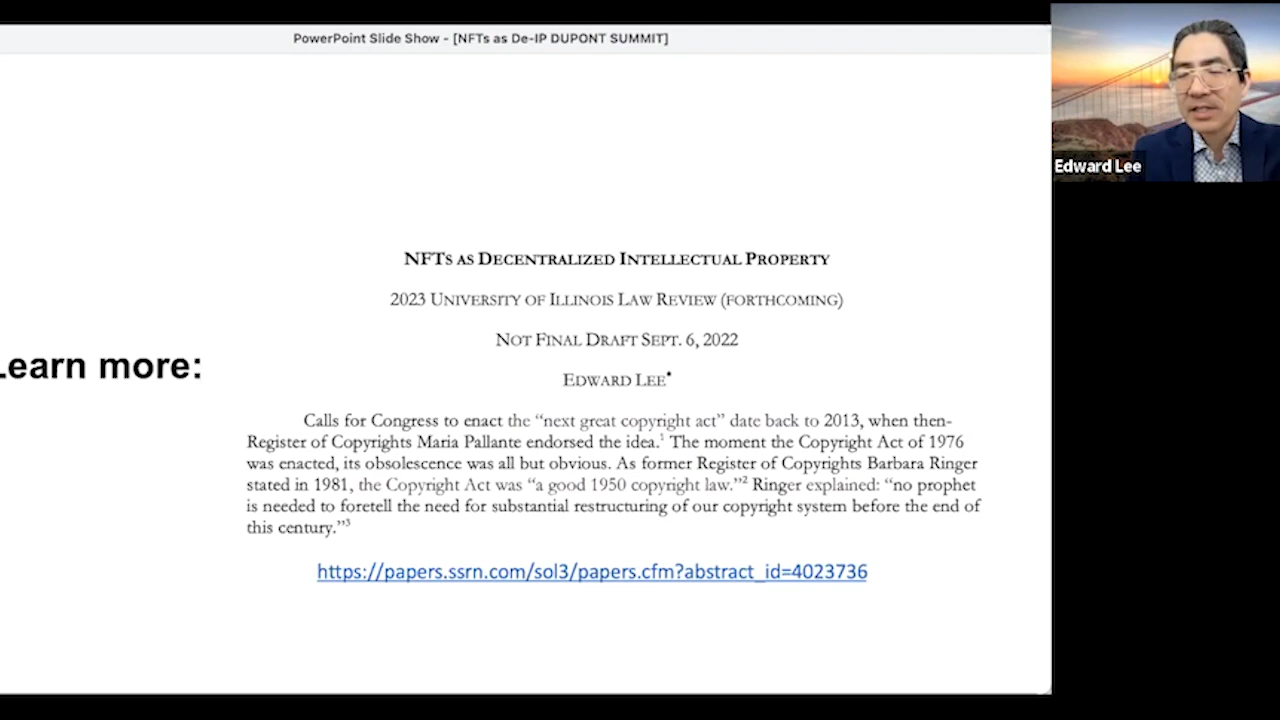 PowerPoint Slide Show - [NFTs as De-IP DUPONT SUMMIT]
Edward Lee
Learn more:
NFTS AS DECENTRALIZED INTELLECTUAL PROPERTY
2023 UNIVERSITY OF ILLINOIS LAW REVIEW (FORTHCOMING)
NOT FINAL DRAFT SEPT. 6, 2022
EDWARD LEE*
Calls for Congress to enact the “next great copyright act” date back to 2013, when then-
Register of Copyrights Maria Pallante endorsed the idea.¹ The moment the Copyright Act of 1976
was enacted, its obsolescence was all but obvious. As former Register of Copyrights Barbara Ringer
stated in 1981, the Copyright Act was “a good 1950 copyright law.”² Ringer explained: “no prophet
is needed to foretell the need for substantial restructuring of our copyright system before the end of
this century.”³
https://papers.ssrn.com/sol3/papers.cfm?abstract_id=4023736